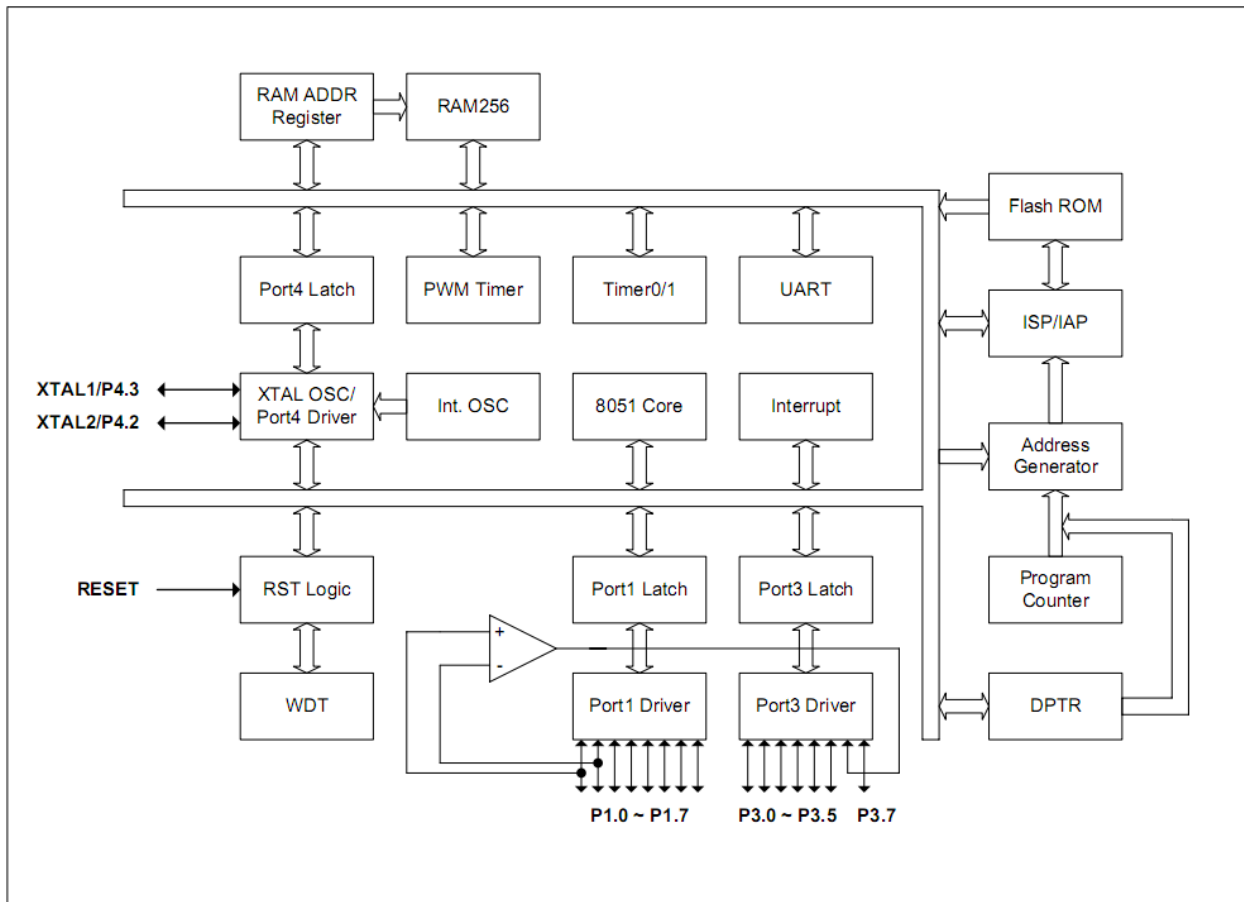 RAM ADDR
Register
RAM256
Flash ROM
Port4 Latch
PWM Timer
Timer0/1
UART
ISP/IAP
XTAL1/P4.3
XTAL2/P4.2
XTAL OSC/
Port4 Driver
Int. OSC
8051 Core
Interrupt
Address
Generator
RESET
RST Logic
Port1 Latch
Port3 Latch
Program
Counter
+
-
WDT
Port1 Driver
Port3 Driver
DPTR
P1.0 ~ P1.7
P3.0 ~ P3.5
P3.7